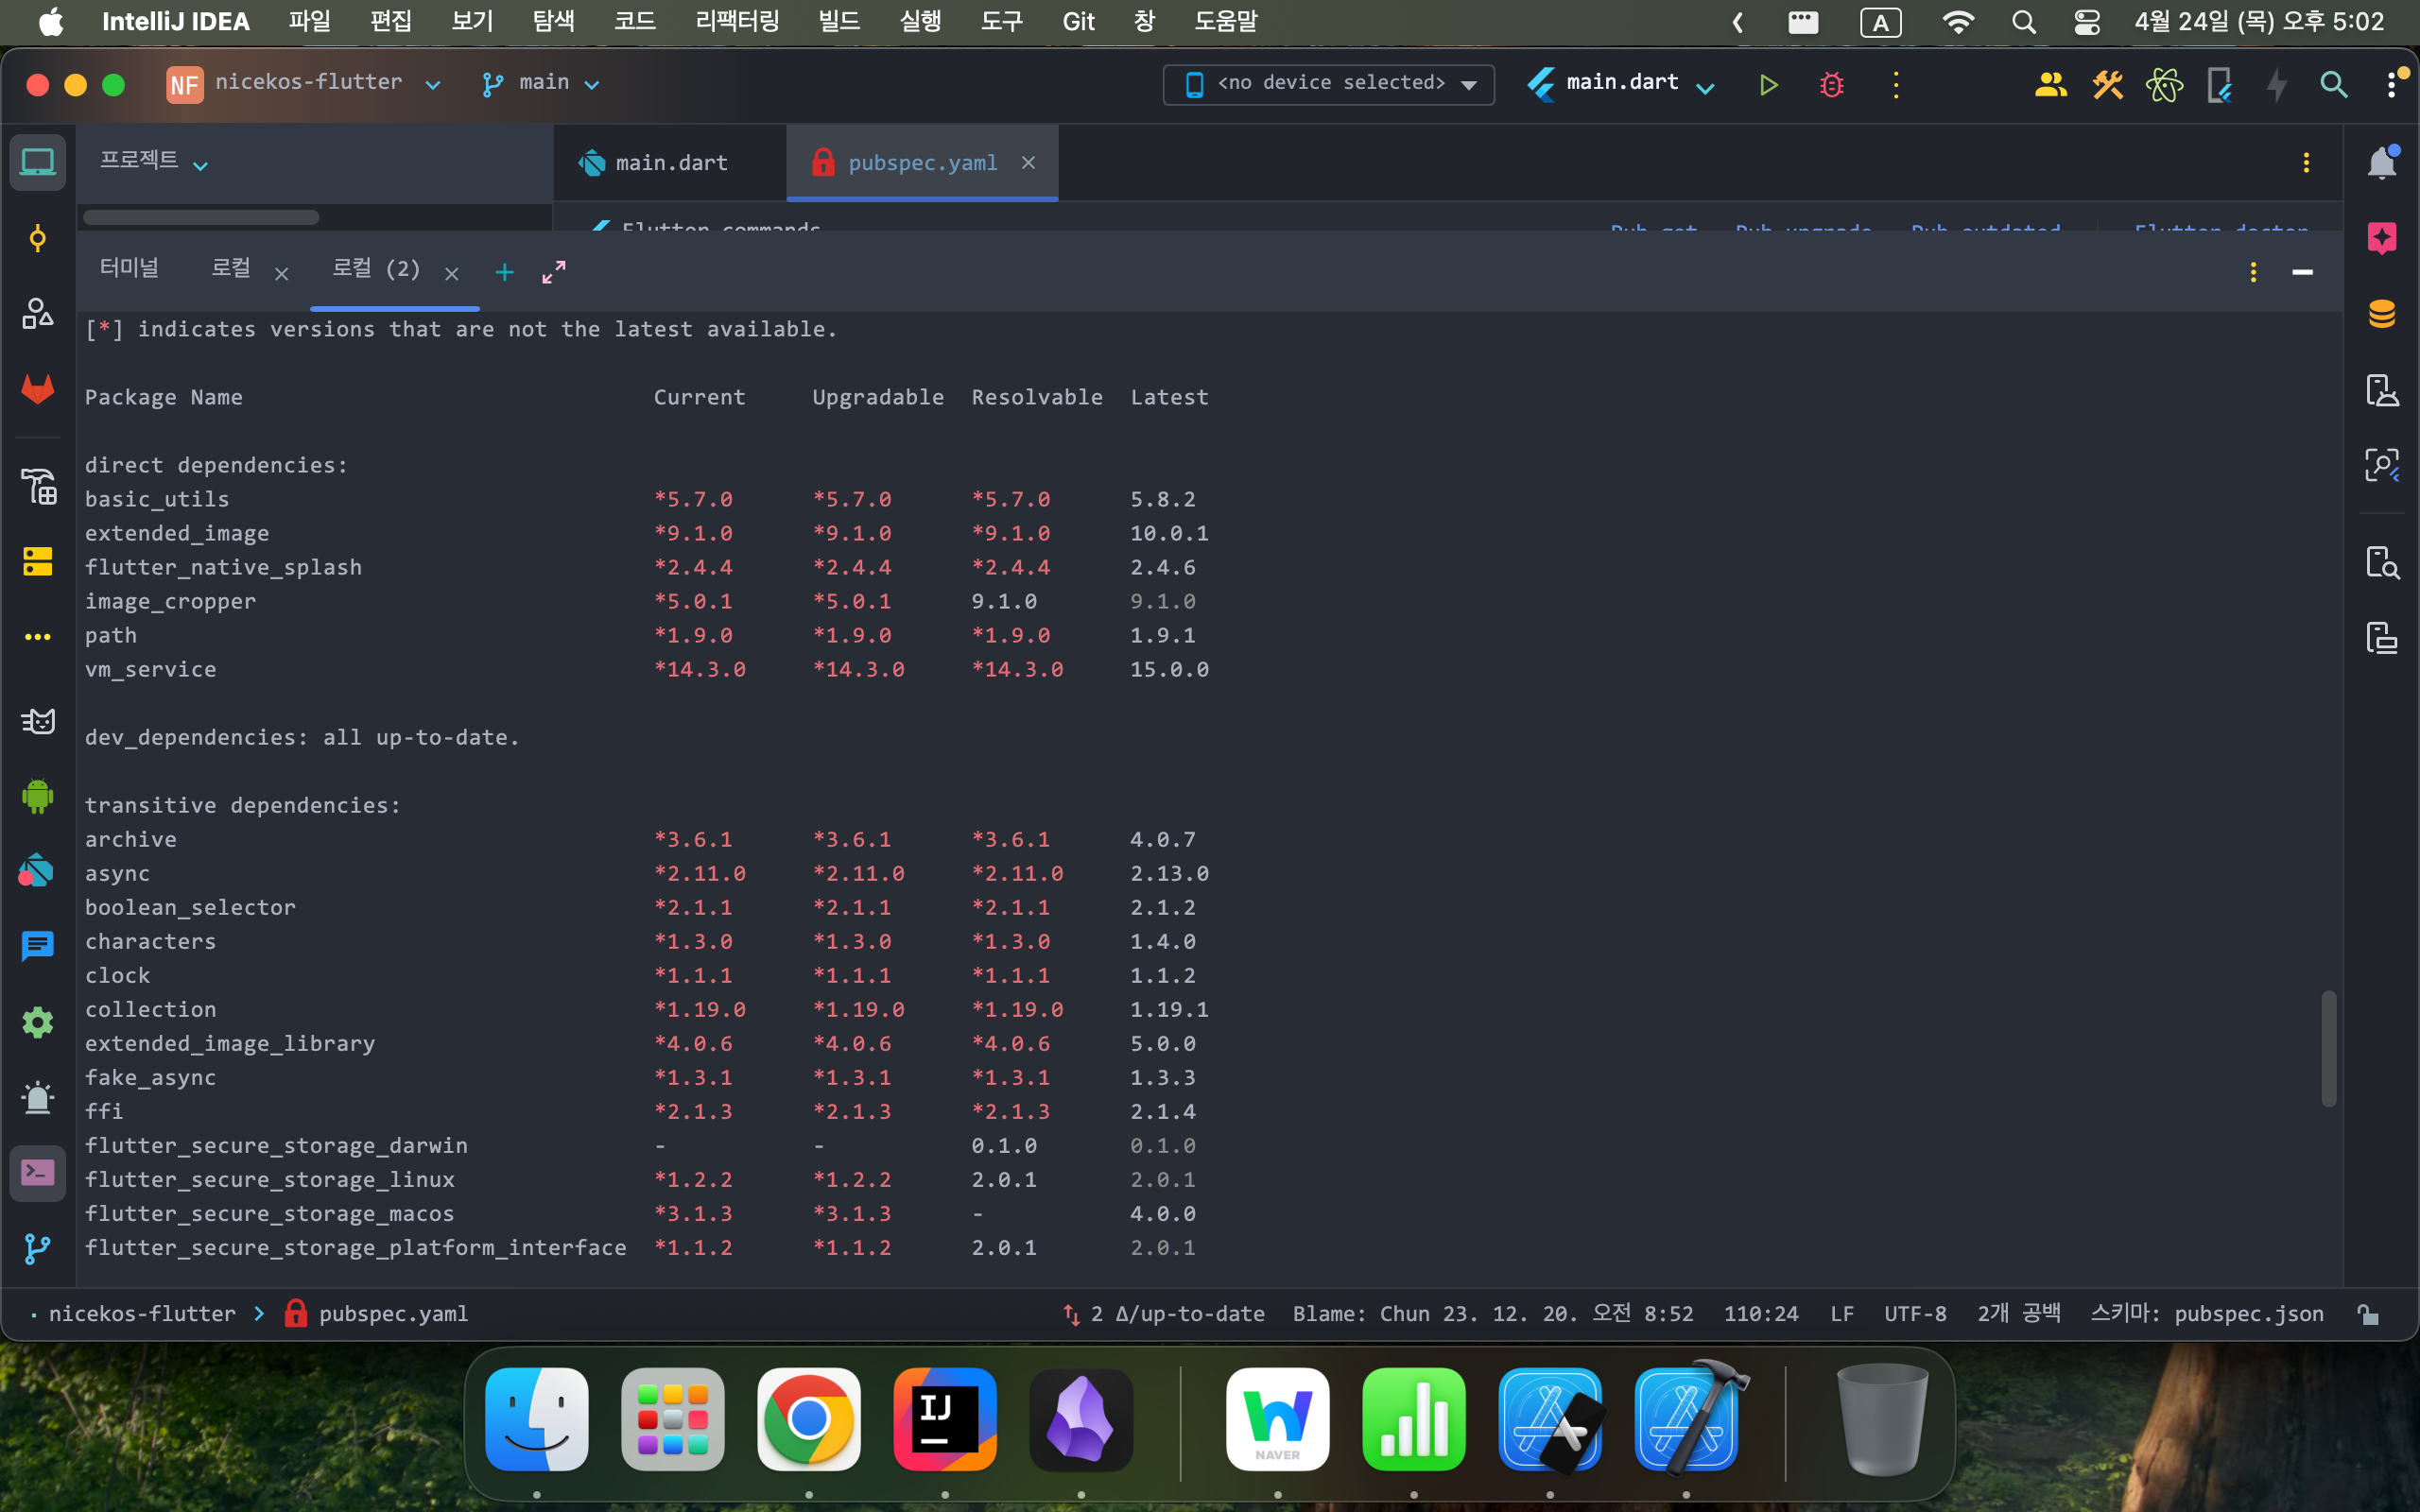 IntelliJ IDEA 파일 편집 보기 탐색 코드 리팩터링 빌드 실행 도구 Git 창 도움말 A 4월 24일 (목) 오후 5:02
NF nicekos-flutter main <no device selected> main.dart
프로젝트 main.dart pubspec.yaml
Flutter commands Pub get Pub upgrade Pub outdated Flutter doctor
터미널 로컬 로컬 (2)
[*] indicates versions that are not the latest available.
Package Name Current Upgradable Resolvable Latest
direct dependencies:
basic_utils *5.7.0 *5.7.0 *5.7.0 5.8.2
extended_image *9.1.0 *9.1.0 *9.1.0 10.0.1
flutter_native_splash *2.4.4 *2.4.4 *2.4.4 2.4.6
image_cropper *5.0.1 *5.0.1 9.1.0 9.1.0
path *1.9.0 *1.9.0 *1.9.0 1.9.1
vm_service *14.3.0 *14.3.0 *14.3.0 15.0.0
dev_dependencies: all up-to-date.
transitive dependencies:
archive *3.6.1 *3.6.1 *3.6.1 4.0.7
async *2.11.0 *2.11.0 *2.11.0 2.13.0
boolean_selector *2.1.1 *2.1.1 *2.1.1 2.1.2
characters *1.3.0 *1.3.0 *1.3.0 1.4.0
clock *1.1.1 *1.1.1 *1.1.1 1.1.2
collection *1.19.0 *1.19.0 *1.19.0 1.19.1
extended_image_library *4.0.6 *4.0.6 *4.0.6 5.0.0
fake_async *1.3.1 *1.3.1 *1.3.1 1.3.3
ffi *2.1.3 *2.1.3 *2.1.3 2.1.4
flutter_secure_storage_darwin - - 0.1.0 0.1.0
flutter_secure_storage_linux *1.2.2 *1.2.2 2.0.1 2.0.1
flutter_secure_storage_macos *3.1.3 *3.1.3 - 4.0.0
flutter_secure_storage_platform_interface *1.1.2 *1.1.2 2.0.1 2.0.1
nicekos-flutter pubspec.yaml 2 Δ/up-to-date Blame: Chun 23. 12. 20. 오전 8:52 110:24 LF UTF-8 2개 공백 스키마: pubspec.json
IJ
NAVER